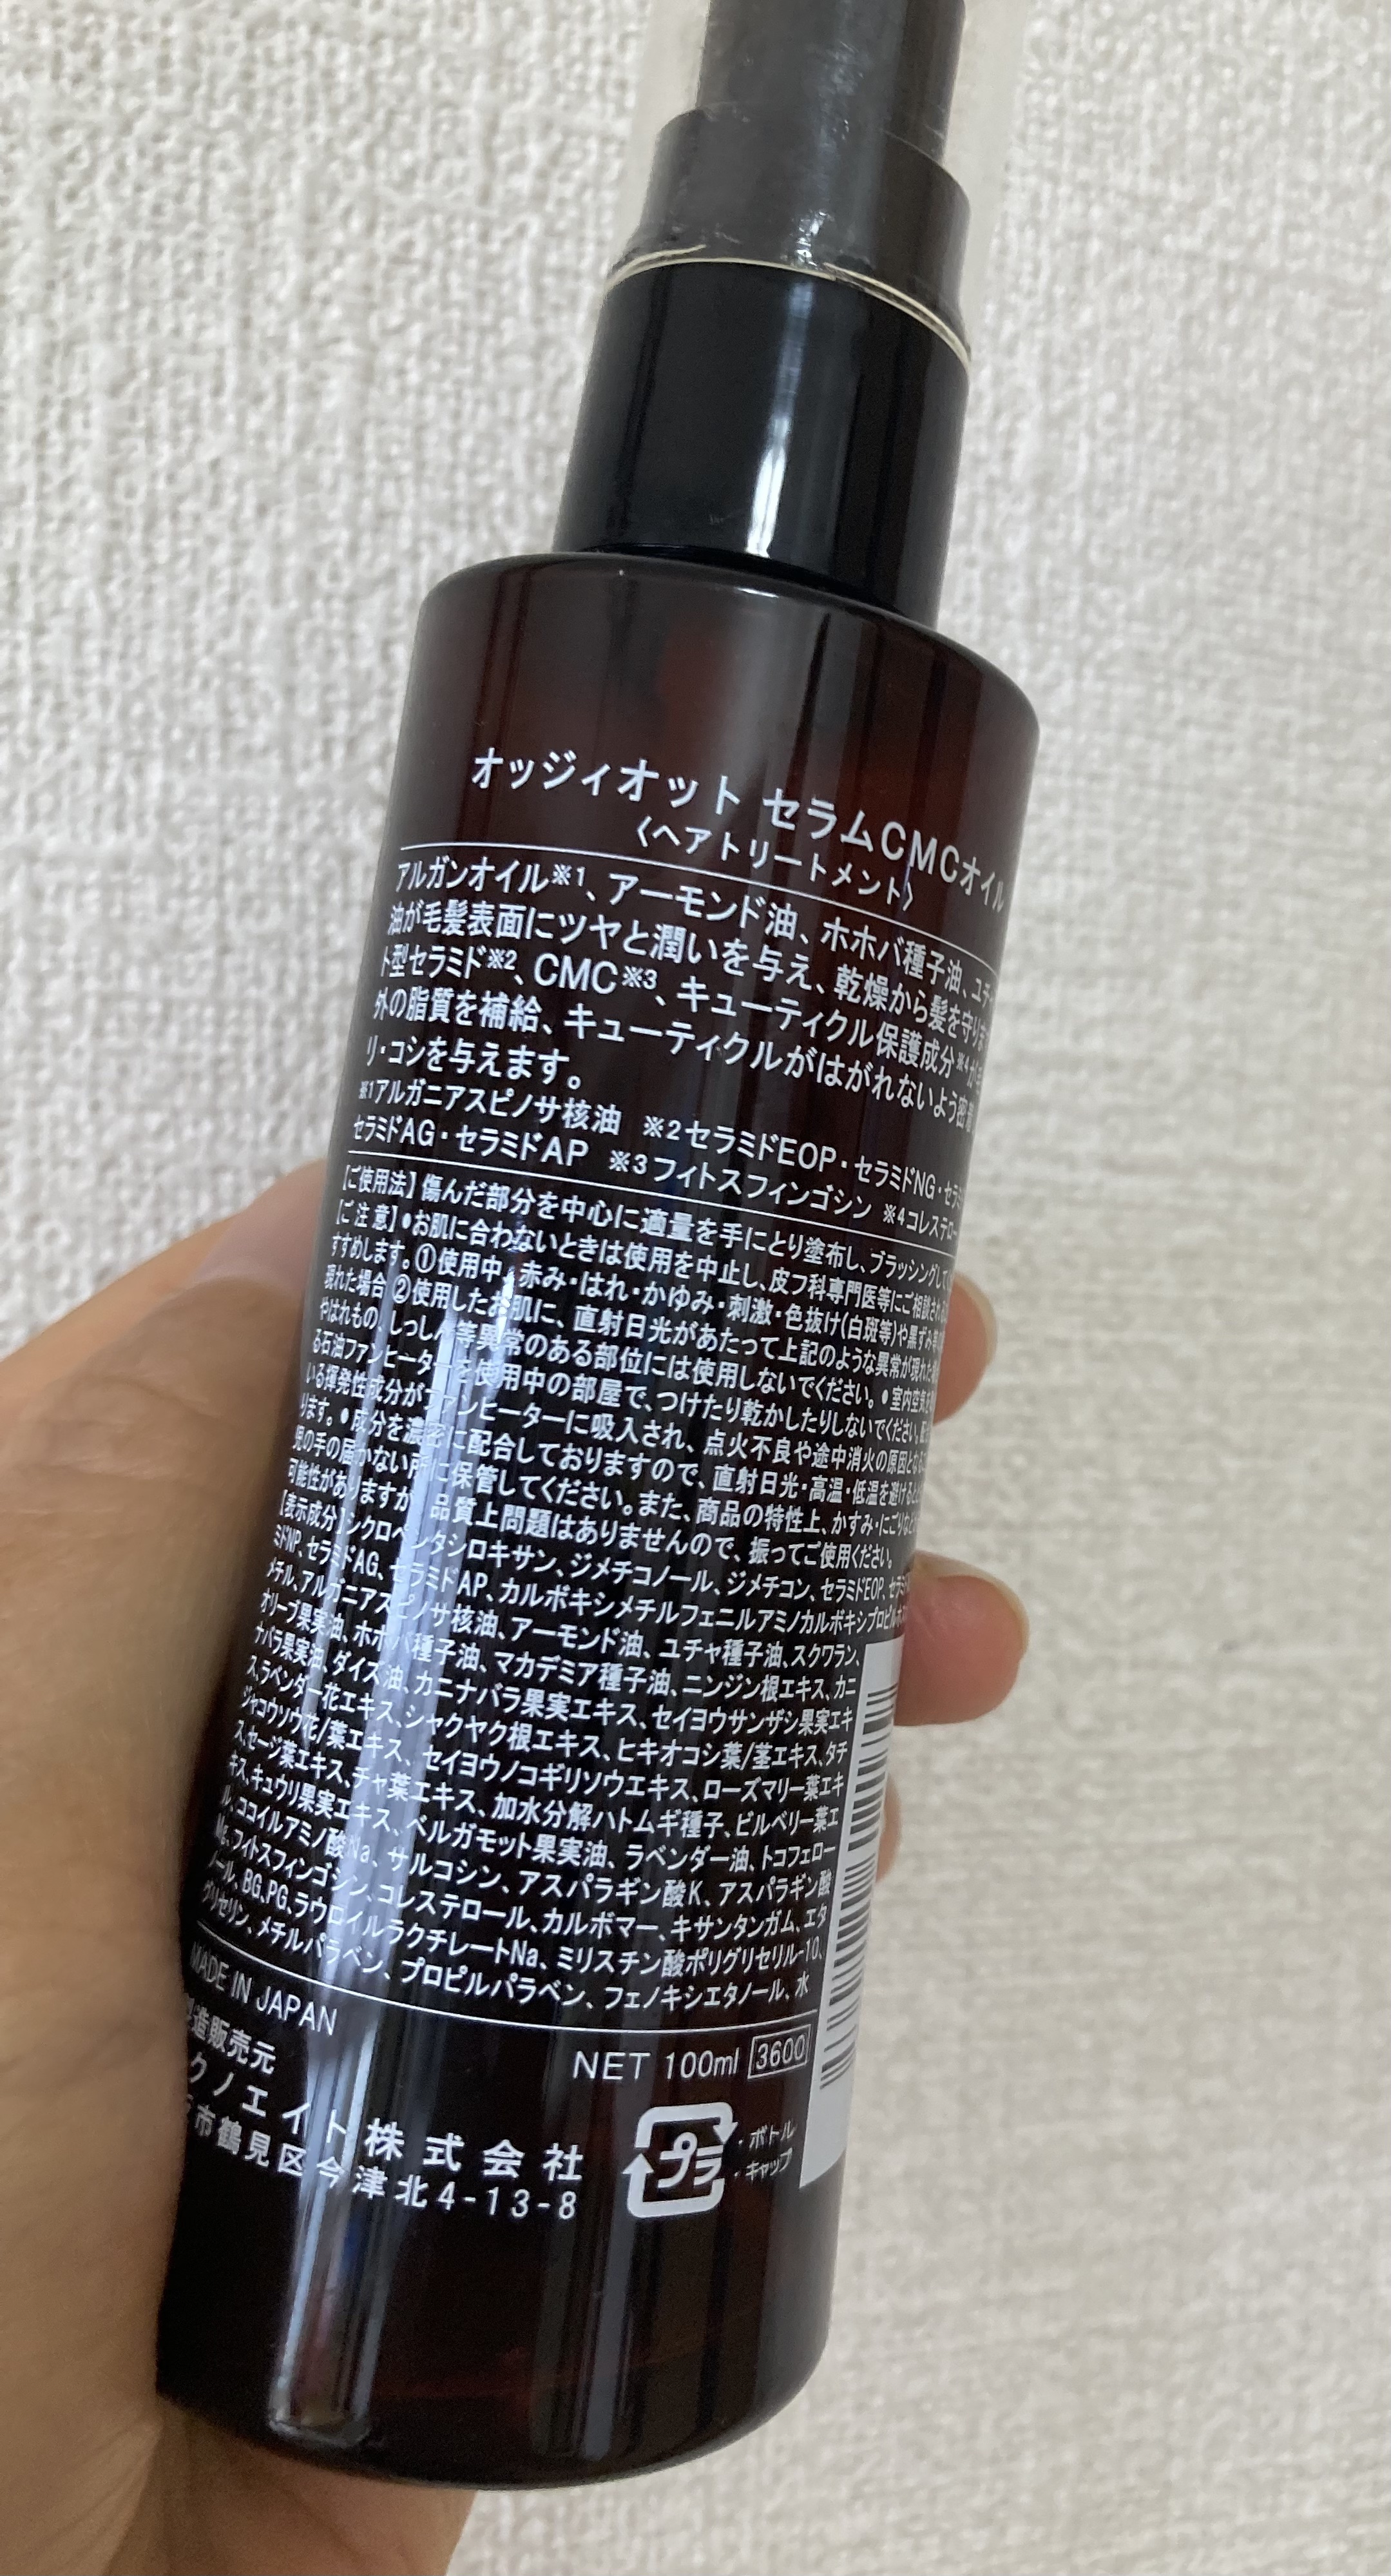 オッジィオット セラムCMCオイル
〈ヘアトリートメント〉
アルガンオイル※1、アーモンド油、ホホバ種子油、ユチ
油が毛髪表面にツヤと潤いを与え、乾燥から髪を守りま
ト型セラミド※2、CMC※3、キューティクル保護成分※4が
外の脂質を補給、キューティクルがはがれないよう密着
リ・コシを与えます。
※1アルガニアスピノサ核油 ※2セラミドEOP・セラミドNG・セラミ
セラミドAG・セラミドAP ※3フィトスフィンゴシン ※4コレステロー
【ご使用法】傷んだ部分を中心に適量を手にとり塗布し、ブラッシングして
【ご注意】●お肌に合わないときは使用を中止し、皮フ科専門医等にご相談される
すすめします。①使用中、赤み・はれ・かゆみ・刺激・色抜け(白斑等)や黒ずみ等
現れた場合 ②使用したお肌に、直射日光があたって上記のような異常が現れた場
やはれもの、しっしん等異常のある部位には使用しないでください。●室内空気を
る石油ファンヒーターを使用中の部屋で、つけたり乾かしたりしないでください。配
いる揮発性成分がファンヒーターに吸入され、点火不良や途中消火の原因となる
ります。●成分を濃密に配合しておりますので、直射日光・高温・低温を避けると
児の手の届かない所に保管してください。また、商品の特性上、かすみ・にごりなど
可能性がありますが、品質上問題はありませんので、振ってご使用ください。
【表示成分】シクロペンタシロキサン、ジメチコノール、ジメチコン、セラミドEOP、セラミ
ミドNP、セラミドAG、セラミドAP、カルボキシメチルフェニルアミノカルボキシプロピルホ
メチル、アルガニアスピノサ核油、アーモンド油、ユチャ種子油、スクワラン、
オリーブ果実油、ホホバ種子油、マカデミア種子油、ニンジン根エキス、カニ
ナバラ果実油、ダイズ油、カニナバラ果実エキス、セイヨウサンザシ果実エキ
ス、ラベンダー花エキス、シャクヤク根エキス、ヒキオコシ葉/茎エキス、タチ
ジャコウソウ花/葉エキス、セイヨウノコギリソウエキス、ローズマリー葉エキ
ス、セージ葉エキス、チャ葉エキス、加水分解ハトムギ種子、ビルベリー葉エ
キス、キュウリ果実エキス、ベルガモット果実油、ラベンダー油、トコフェロー
ル、ココイルアミノ酸Na、サルコシン、アスパラギン酸K、アスパラギン酸
Mg、フィトスフィンゴシン、コレステロール、カルボマー、キサンタンガム、エタ
ノール、BG、PG、ラウロイルラクチレートNa、ミリスチン酸ポリグリセリル-10、
グリセリン、メチルパラベン、プロピルパラベン、フェノキシエタノール、水
MADE IN JAPAN
NET 100ml 3600
製造販売元
クノエイト株式会社
市鶴見区今津北4-13-8
プラ
・ボトル
・キャップ